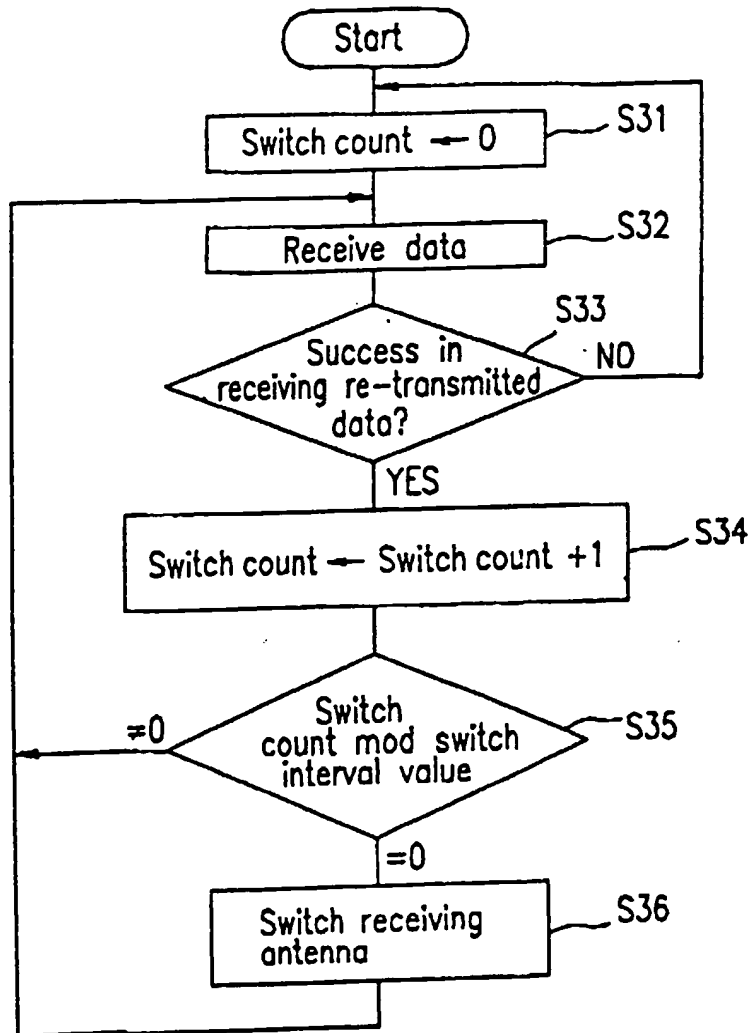 Start
Switch count ← 0
S31
Receive data
S32
S33
Success in
receiving re-transmitted
data?
NO
YES
Switch count ← Switch count +1
S34
Switch
count mod switch
interval value
S35
≠0
=0
Switch receiving
antenna
S36